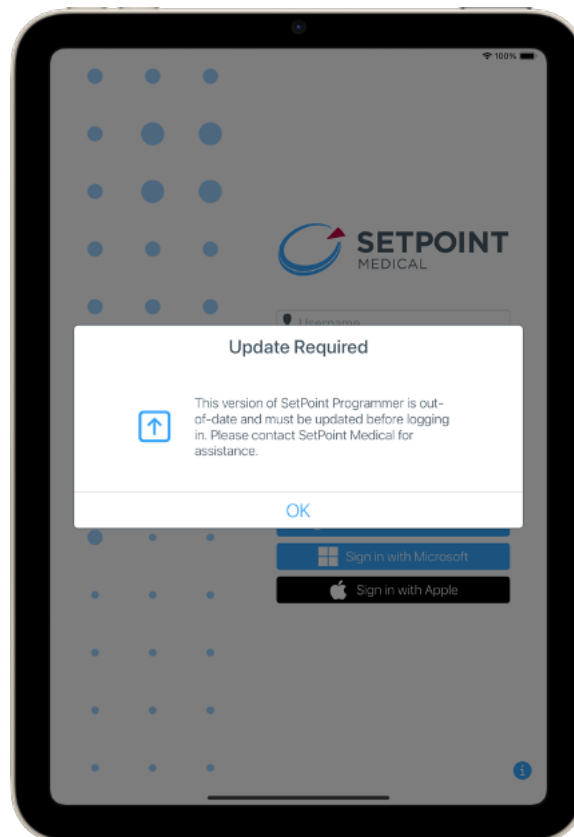 100%
SETPOINT
MEDICAL
Username
Update Required
This version of SetPoint Programmer is out-
of-date and must be updated before logging
in. Please contact SetPoint Medical for
assistance.
OK
Sign in with Microsoft
Sign in with Apple